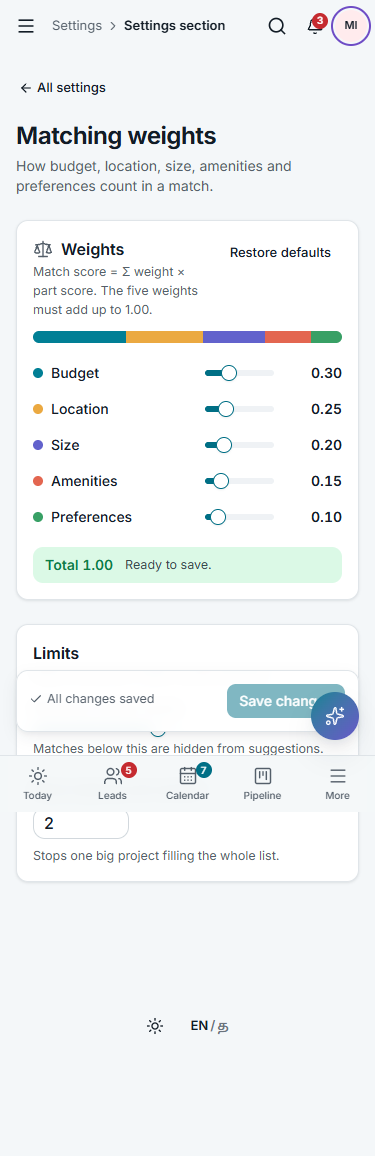 Settings > Settings section
3
MI
← All settings
Matching weights
How budget, location, size, amenities and
preferences count in a match.
Weights
Restore defaults
Match score = Σ weight ×
part score. The five weights
must add up to 1.00.
Budget 0.30
Location 0.25
Size 0.20
Amenities 0.15
Preferences 0.10
Total 1.00 Ready to save.
Limits
All changes saved
Save
Matches below this are hidden from suggestions.
5
7
Today Leads Calendar Pipeline More
2
Stops one big project filling the whole list.
EN / த